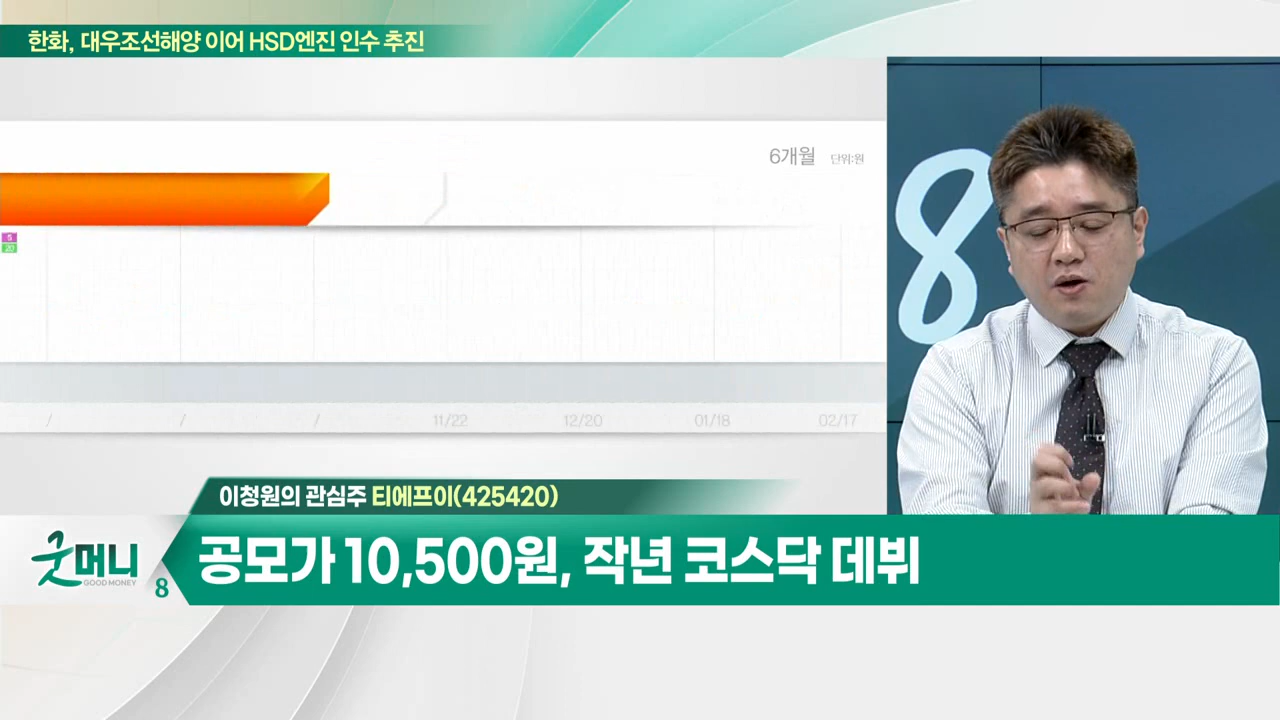 한화, 대우조선해양 이어 HSD엔진 인수 추진
8
6개월 단위:원
5
20
/ / / 11/22 12/20 01/18 02/17
이청원의 관심주 티에프이(425420)
굿머니
GOOD MONEY
8
공모가 10,500원, 작년 코스닥 데뷔